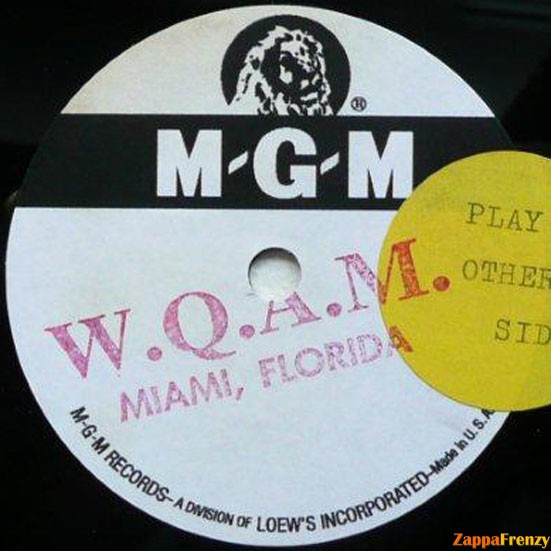 ®
M-G-M
PLAY
OTHER
SID
W.Q.A.M.
MIAMI, FLORIDA
M-G-M RECORDS–A DIVISION OF LOEW'S INCORPORATED–Made in U. S. A.
ZappaFrenzy